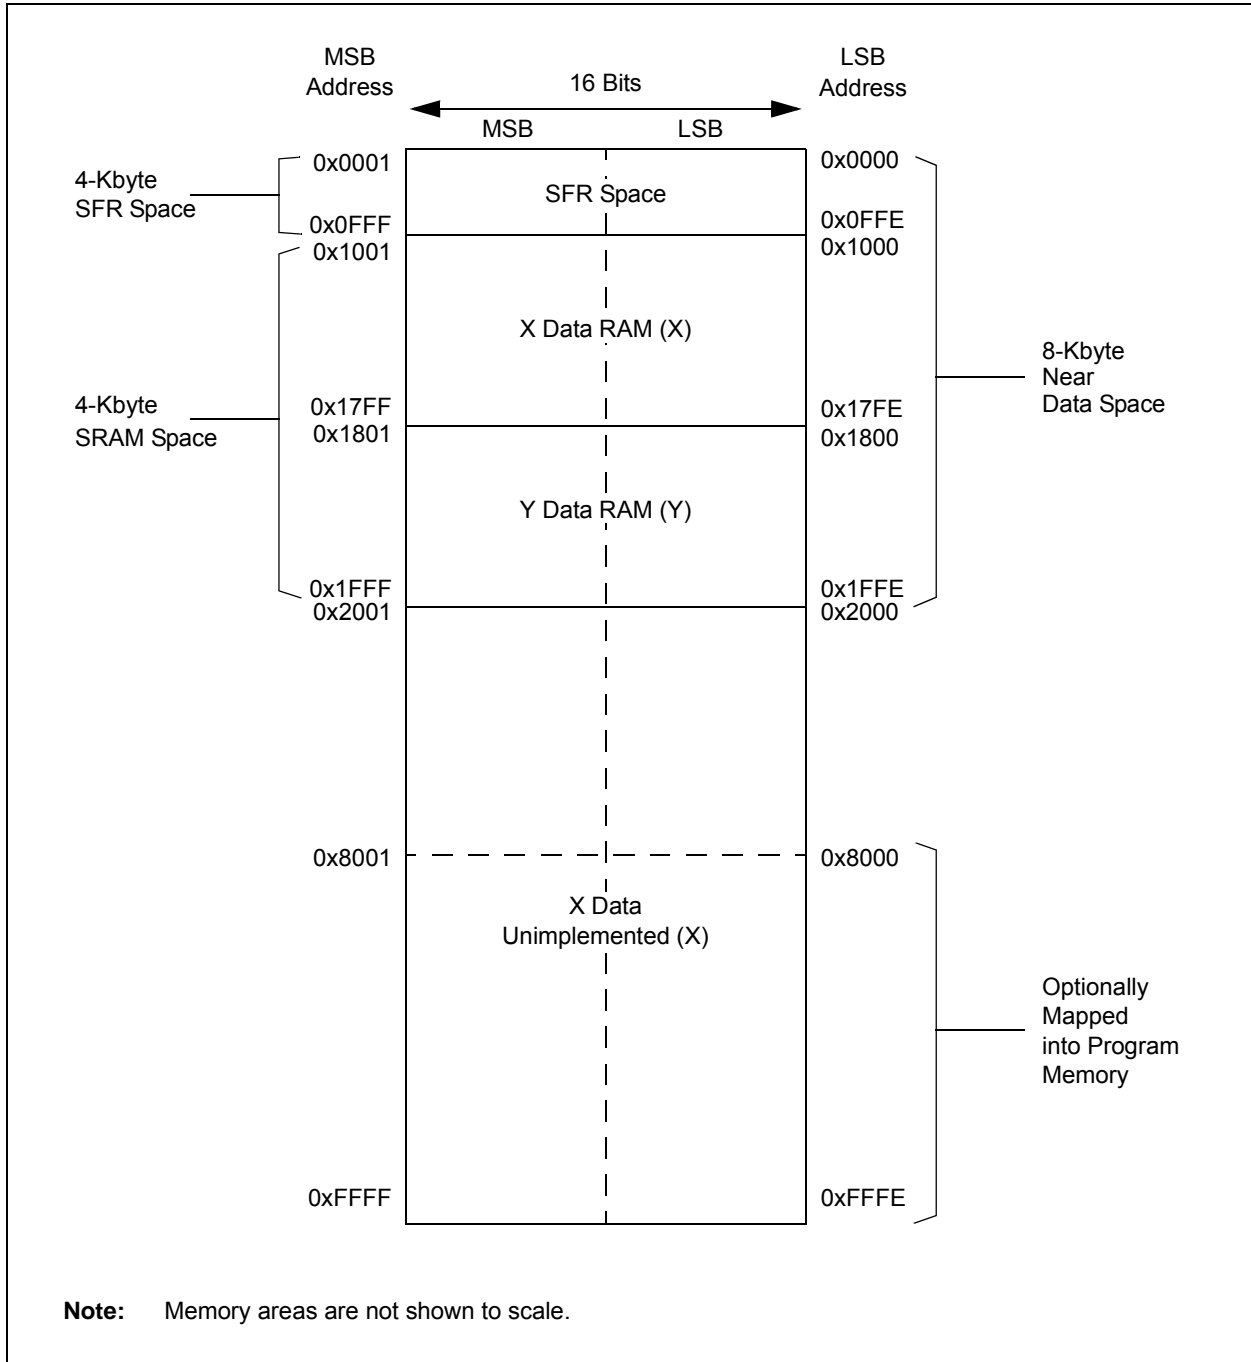 MSB
Address
16 Bits
LSB
Address
MSB
LSB
4-Kbyte
SFR Space
0x0001
0x0FFF
SFR Space
0x0000
0x0FFE
4-Kbyte
SRAM Space
0x1001
0x17FF
0x1801
0x1FFF
X Data RAM (X)
Y Data RAM (Y)
0x1000
0x17FE
0x1800
0x1FFE
8-Kbyte
Near
Data Space
0x2001
0x2000
0x8001
0x8000
X Data
Unimplemented (X)
Optionally
Mapped
into Program
Memory
0xFFFF
0xFFFE
Note: Memory areas are not shown to scale.